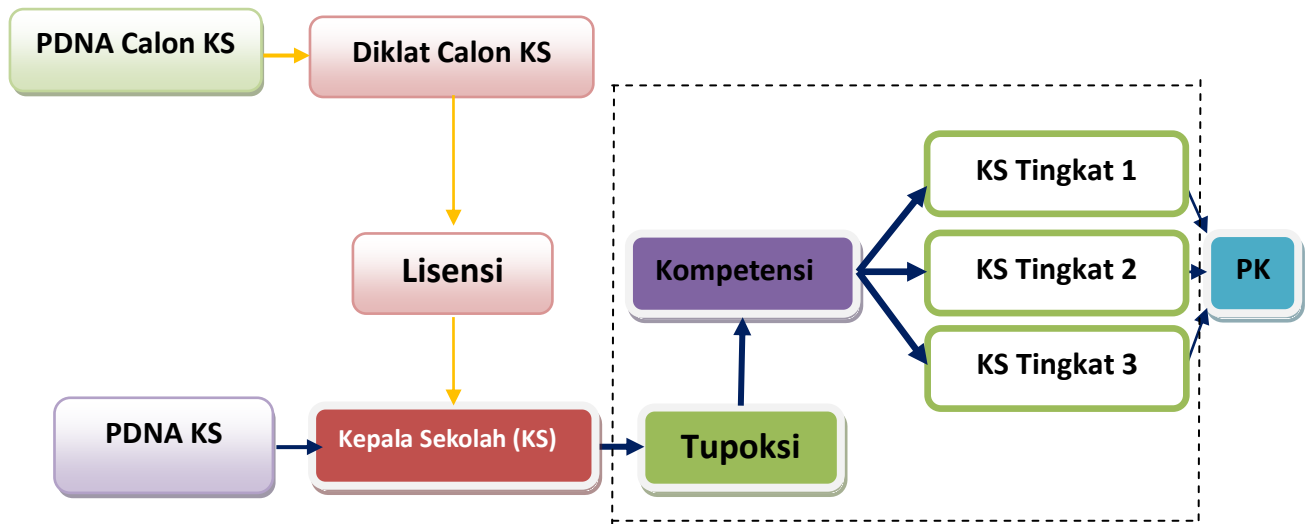 PDNA Calon KS
Diklat Calon KS
KS Tingkat 1
Lisensi
Kompetensi
KS Tingkat 2
PK
KS Tingkat 3
PDNA KS
Kepala Sekolah (KS)
Tupoksi